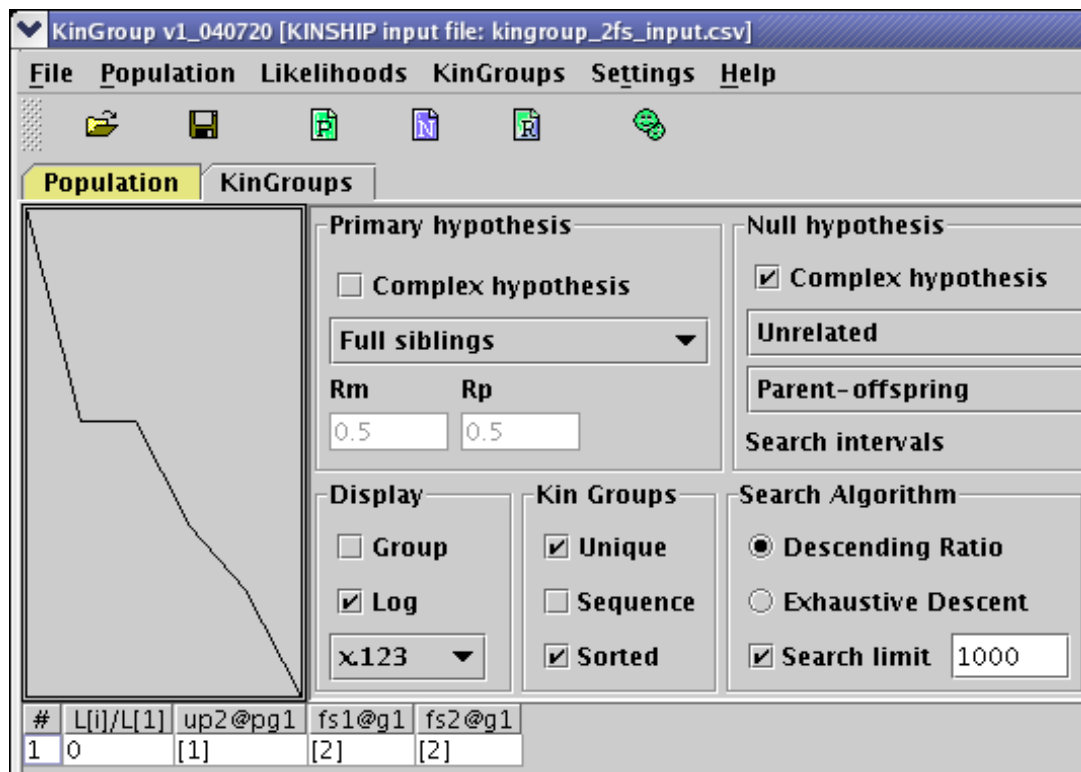 KinGroup v1_040720 [KINSHIP input file: kingroup_2fs_input.csv]
File Population Likelihoods KinGroups Settings Help
P N R
Population KinGroups
Primary hypothesis
Complex hypothesis
Full siblings
Rm Rp
0.5 0.5
Null hypothesis
Complex hypothesis
Unrelated
Parent-offspring
Search intervals
Display
Group
Log
x.123
Kin Groups
Unique
Sequence
Sorted
Search Algorithm
Descending Ratio
Exhaustive Descent
Search limit 1000
# L[i]/L[1] up2@pg1 fs1@g1 fs2@g1
1 0 [1] [2] [2]